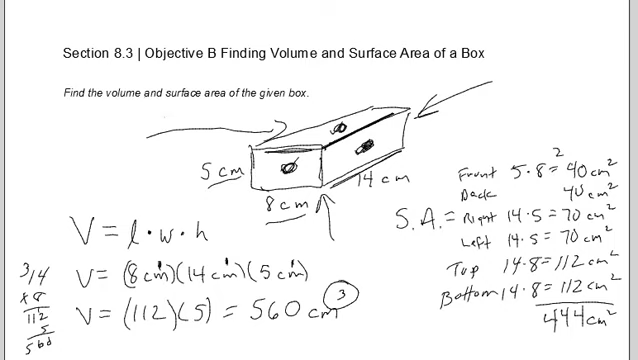 Section 8.3 | Objective B Finding Volume and Surface Area of a Box
Find the volume and surface area of the given box.
5 cm
14 cm
8 cm
V = l · w · h
V = (8 cm)(14 cm)(5 cm)
V = (112)(5) = 560 cm³
3/14
x 8
112
5
560
S.A. =
Front 5·8 = 40 cm²
Back 40 cm²
Right 14·5 = 70 cm²
Left 14·5 = 70 cm²
Top 14·8 = 112 cm²
Bottom 14·8 = 112 cm²
444 cm²